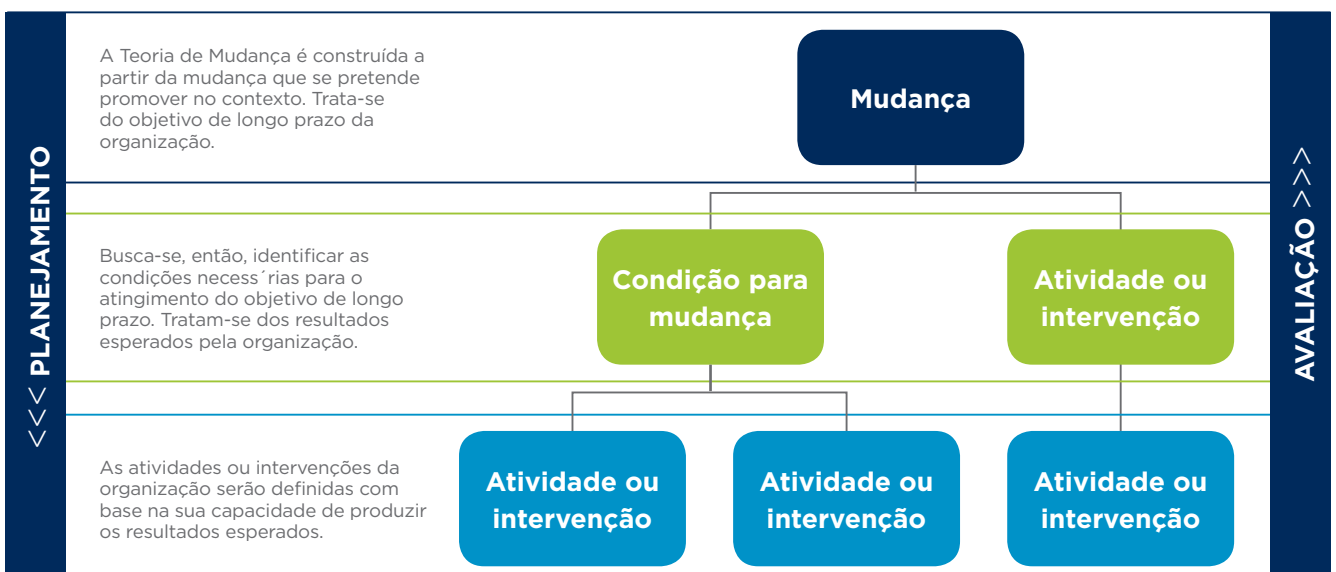 <<< PLANEJAMENTO
A Teoria de Mudança é construída a
partir da mudança que se pretende
promover no contexto. Trata-se
do objetivo de longo prazo da
organização.
Mudança
Busca-se, então, identificar as
condições necess´rias para o
atingimento do objetivo de longo
prazo. Tratam-se dos resultados
esperados pela organização.
Condição para
mudança
Atividade ou
intervenção
As atividades ou intervenções da
organização serão definidas com
base na sua capacidade de produzir
os resultados esperados.
Atividade ou
intervenção
Atividade ou
intervenção
Atividade ou
intervenção
AVALIAÇÃO >>>